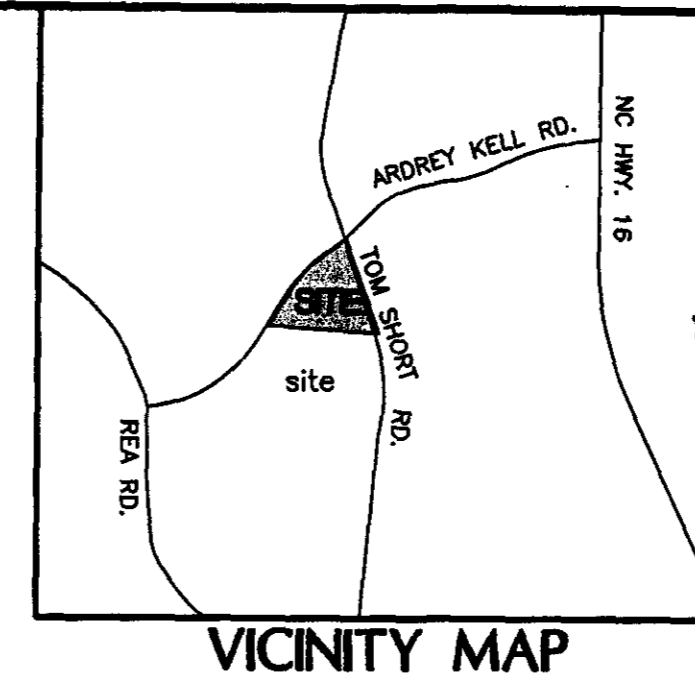 NC HWY. 16
ARDREY KELL RD.
TOM SHORT RD.
SITE
site
REA RD.
VICINITY MAP